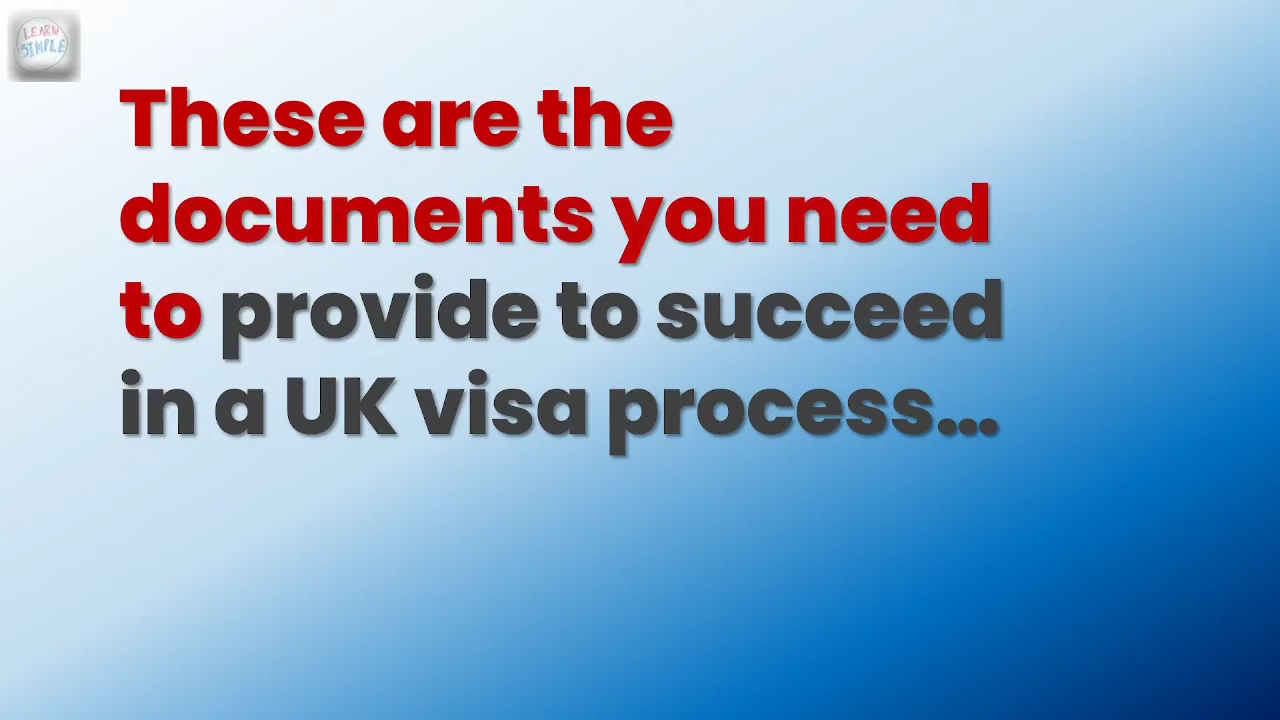 LEARN
SIMPLE
These are the
documents you need
to provide to succeed
in a UK visa process...